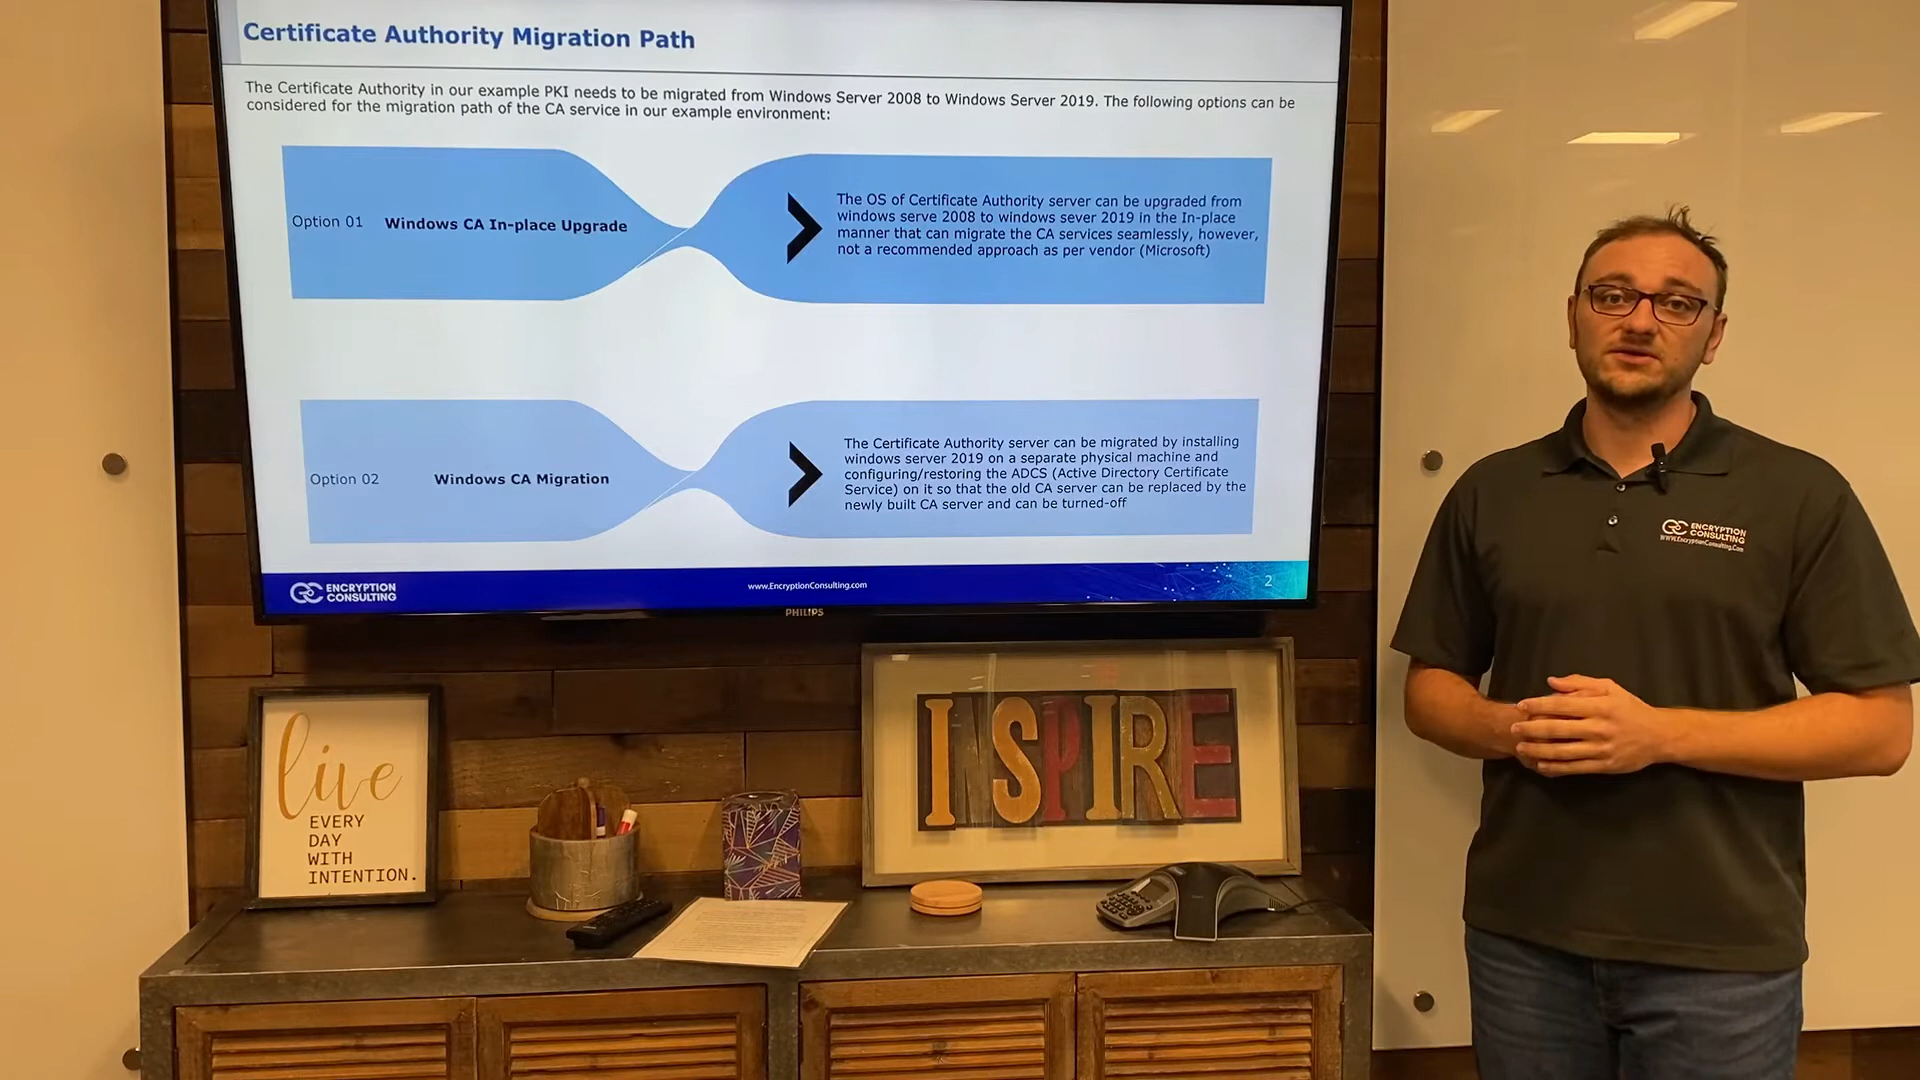 Certificate Authority Migration Path
The Certificate Authority in our example PKI needs to be migrated from Windows Server 2008 to Windows Server 2019. The following options can be
considered for the migration path of the CA service in our example environment:
Option 01
Windows CA In-place Upgrade
The OS of Certificate Authority server can be upgraded from
windows serve 2008 to windows sever 2019 in the In-place
manner that can migrate the CA services seamlessly, however,
not a recommended approach as per vendor (Microsoft)
Option 02
Windows CA Migration
The Certificate Authority server can be migrated by installing
windows server 2019 on a separate physical machine and
configuring/restoring the ADCS (Active Directory Certificate
Service) on it so that the old CA server can be replaced by the
newly built CA server and can be turned-off
ENCRYPTION
CONSULTING
www.EncryptionConsulting.com
2
PHILIPS
ENCRYPTION
CONSULTING
WWW.EncryptionConsulting.Com
live
EVERY
DAY
WITH
INTENTION.
INSPIRE